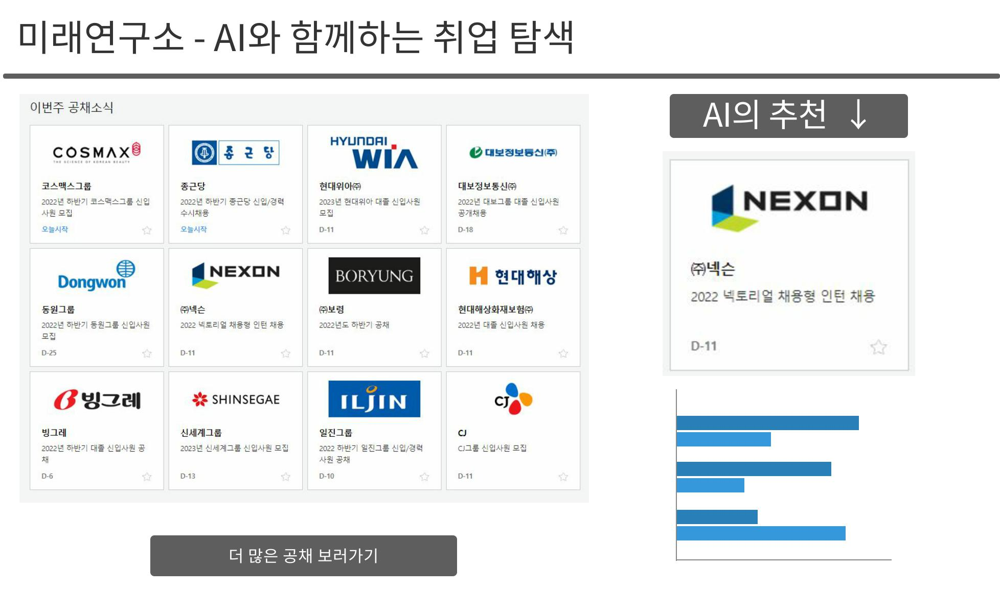 미래연구소 - AI와 함께하는 취업 탐색
이번주 공채소식
COSMAX
THE SCIENCE OF KOREAN BEAUTY
코스맥스그룹
2022년 하반기 코스맥스그룹 신입
사원 모집
오늘시작
종근당
종근당
2022년 하반기 종근당 신입/경력
수시채용
오늘시작
HYUNDAI
WIA
현대위아㈜
2023년 현대위아 대졸 신입사원
모집
D-11
대보정보통신(주)
대보정보통신㈜
2022년 대보그룹 대졸 신입사원
공개채용
D-18
Dongwon
동원그룹
2022년 하반기 동원그룹 신입사원
모집
D-25
NEXON
㈜넥슨
2022 넥토리얼 채용형 인턴 채용
D-11
BORYUNG
㈜보령
2022년도 하반기 공채
D-11
현대해상
현대해상화재보험㈜
2022년 대졸 신입사원 채용
D-11
빙그레
빙그레
2022년 하반기 대졸 신입사원 공
채
D-6
SHINSEGAE
신세계그룹
2023년 신세계그룹 신입사원 모집
D-13
ILJIN
일진그룹
2022 하반기 일진그룹 신입/경력
사원 공채
D-10
CJ
CJ
CJ그룹 신입사원 모집
D-11
더 많은 공채 보러가기
AI의 추천 ↓
NEXON
㈜넥슨
2022 넥토리얼 채용형 인턴 채용
D-11